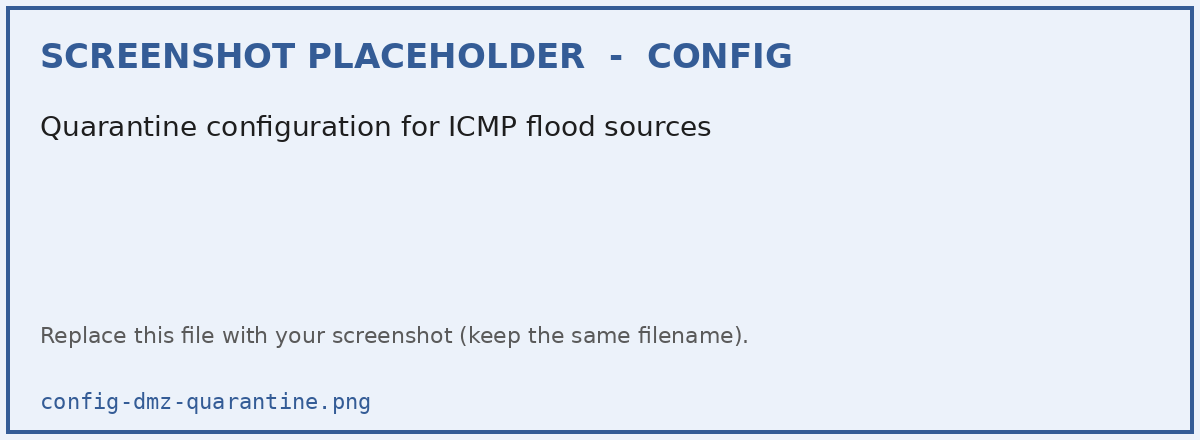 SCREENSHOT PLACEHOLDER - CONFIG
Quarantine configuration for ICMP flood sources
Replace this file with your screenshot (keep the same filename).
config-dmz-quarantine.png